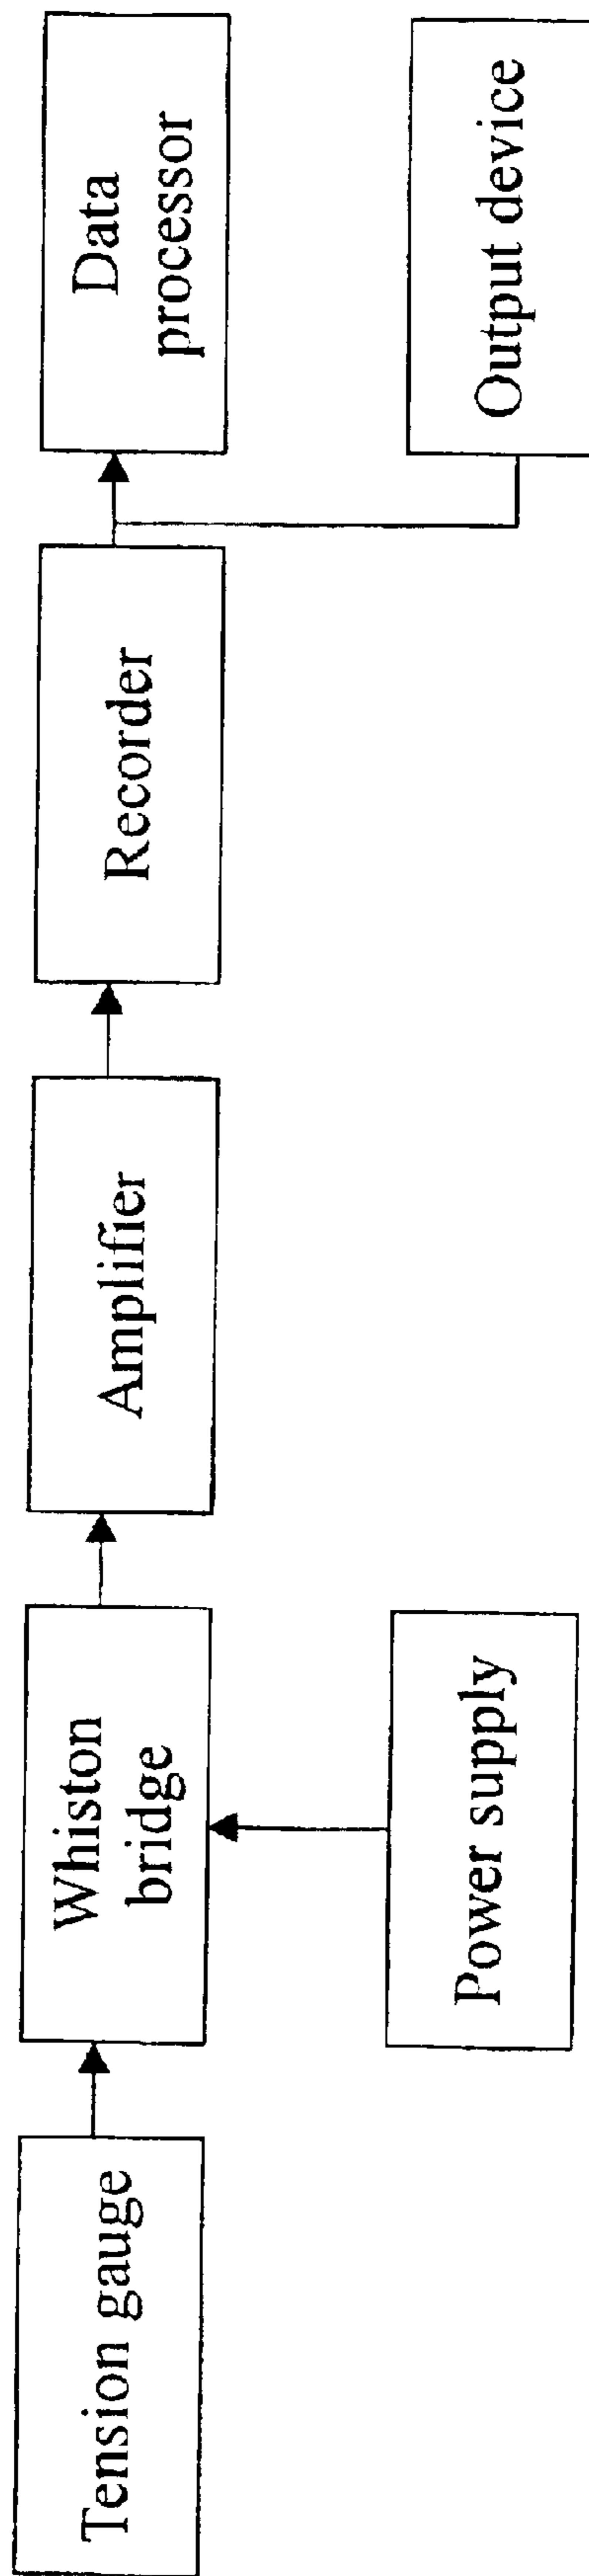 Tension gauge
Whiston
bridge
Amplifier
Recorder
Data
processor
Power supply
Output device